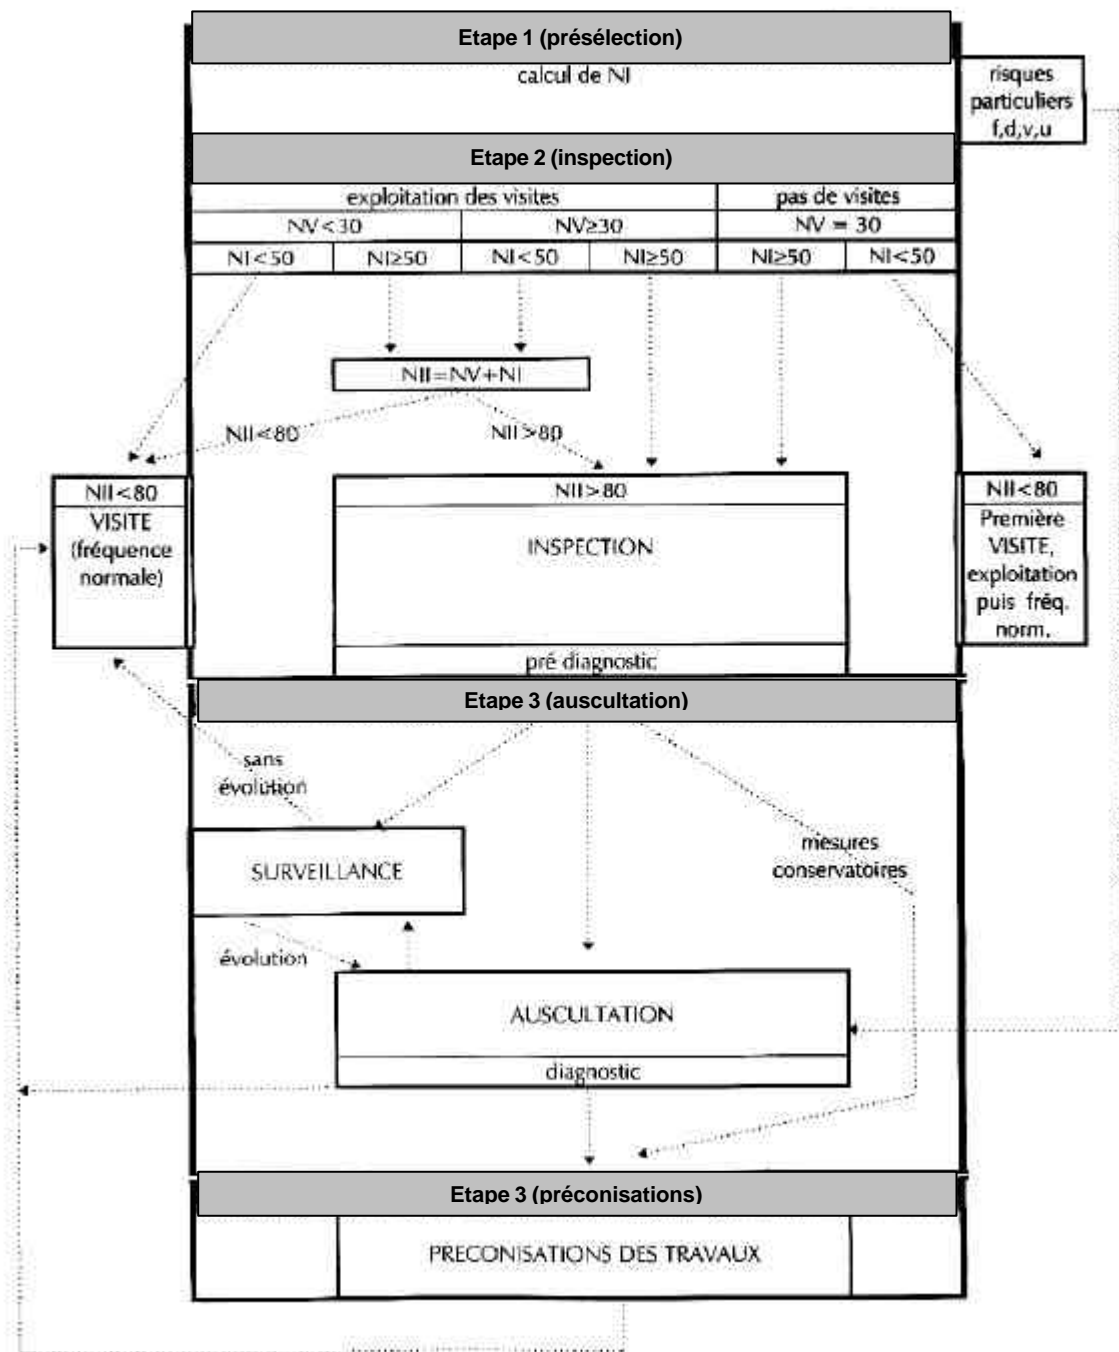 Etape 1 (présélection)
calcul de NI
risques
particuliers
f,d,v,u
Etape 2 (inspection)
exploitation des visites
pas de visites
NV<30
NV≥30
NV = 30
NI<50
NI≥50
NI<50
NI≥50
NI≥50
NI<50
NII=NV+NI
NII<80
NII>80
NII<80
VISITE
(fréquence
normale)
NII>80
INSPECTION
pré diagnostic
NII<80
Première
VISITE,
exploitation
puis fréq.
norm.
Etape 3 (auscultation)
sans
évolution
SURVEILLANCE
mesures
conservatoires
évolution
AUSCULTATION
diagnostic
Etape 3 (préconisations)
PRECONISATIONS DES TRAVAUX